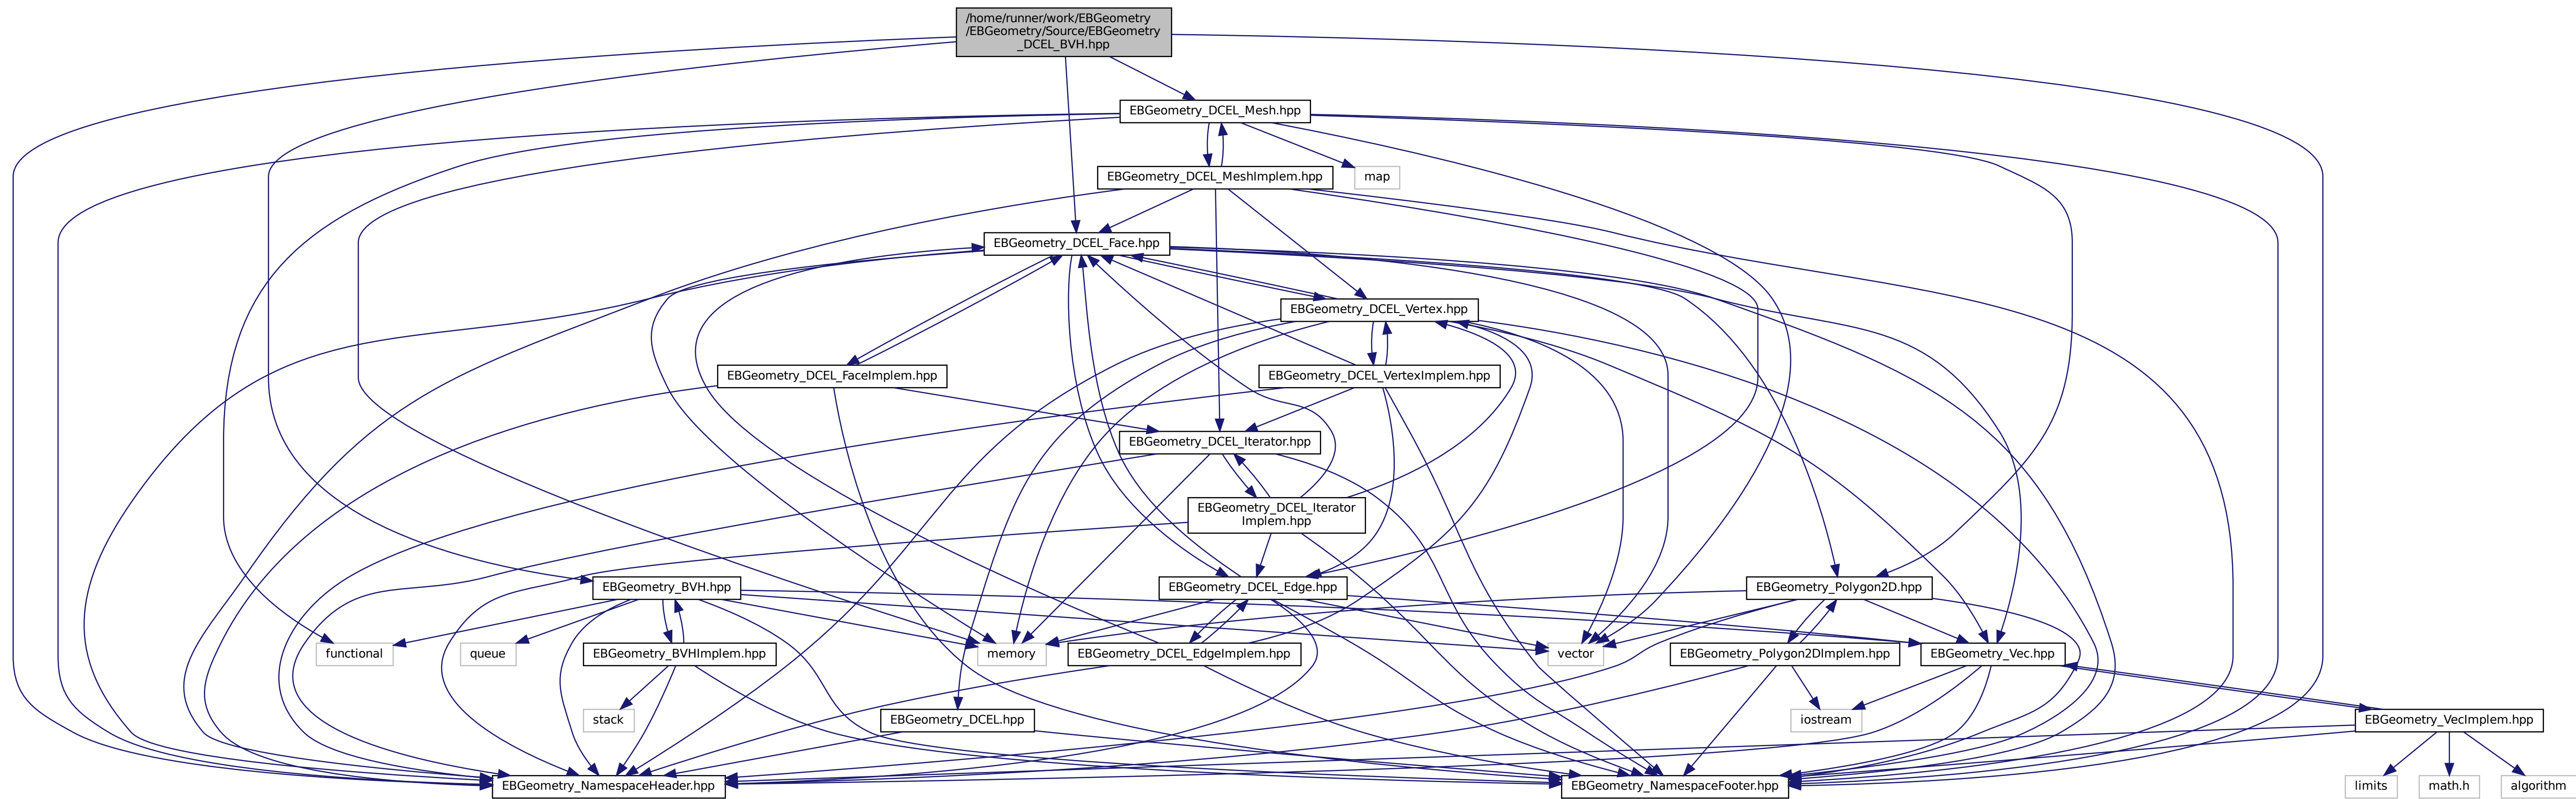 /home/runner/work/EBGeometry
/EBGeometry/Source/EBGeometry
_DCEL_BVH.hpp
EBGeometry_DCEL_Mesh.hpp
EBGeometry_DCEL_MeshImplem.hpp
map
EBGeometry_DCEL_Face.hpp
EBGeometry_DCEL_Vertex.hpp
EBGeometry_DCEL_FaceImplem.hpp
EBGeometry_DCEL_VertexImplem.hpp
EBGeometry_DCEL_Iterator.hpp
EBGeometry_DCEL_Iterator
Implem.hpp
EBGeometry_BVH.hpp
EBGeometry_DCEL_Edge.hpp
EBGeometry_Polygon2D.hpp
functional
queue
EBGeometry_BVHImplem.hpp
memory
EBGeometry_DCEL_EdgeImplem.hpp
vector
EBGeometry_Polygon2DImplem.hpp
EBGeometry_Vec.hpp
stack
EBGeometry_DCEL.hpp
iostream
EBGeometry_VecImplem.hpp
EBGeometry_NamespaceHeader.hpp
EBGeometry_NamespaceFooter.hpp
limits
math.h
algorithm